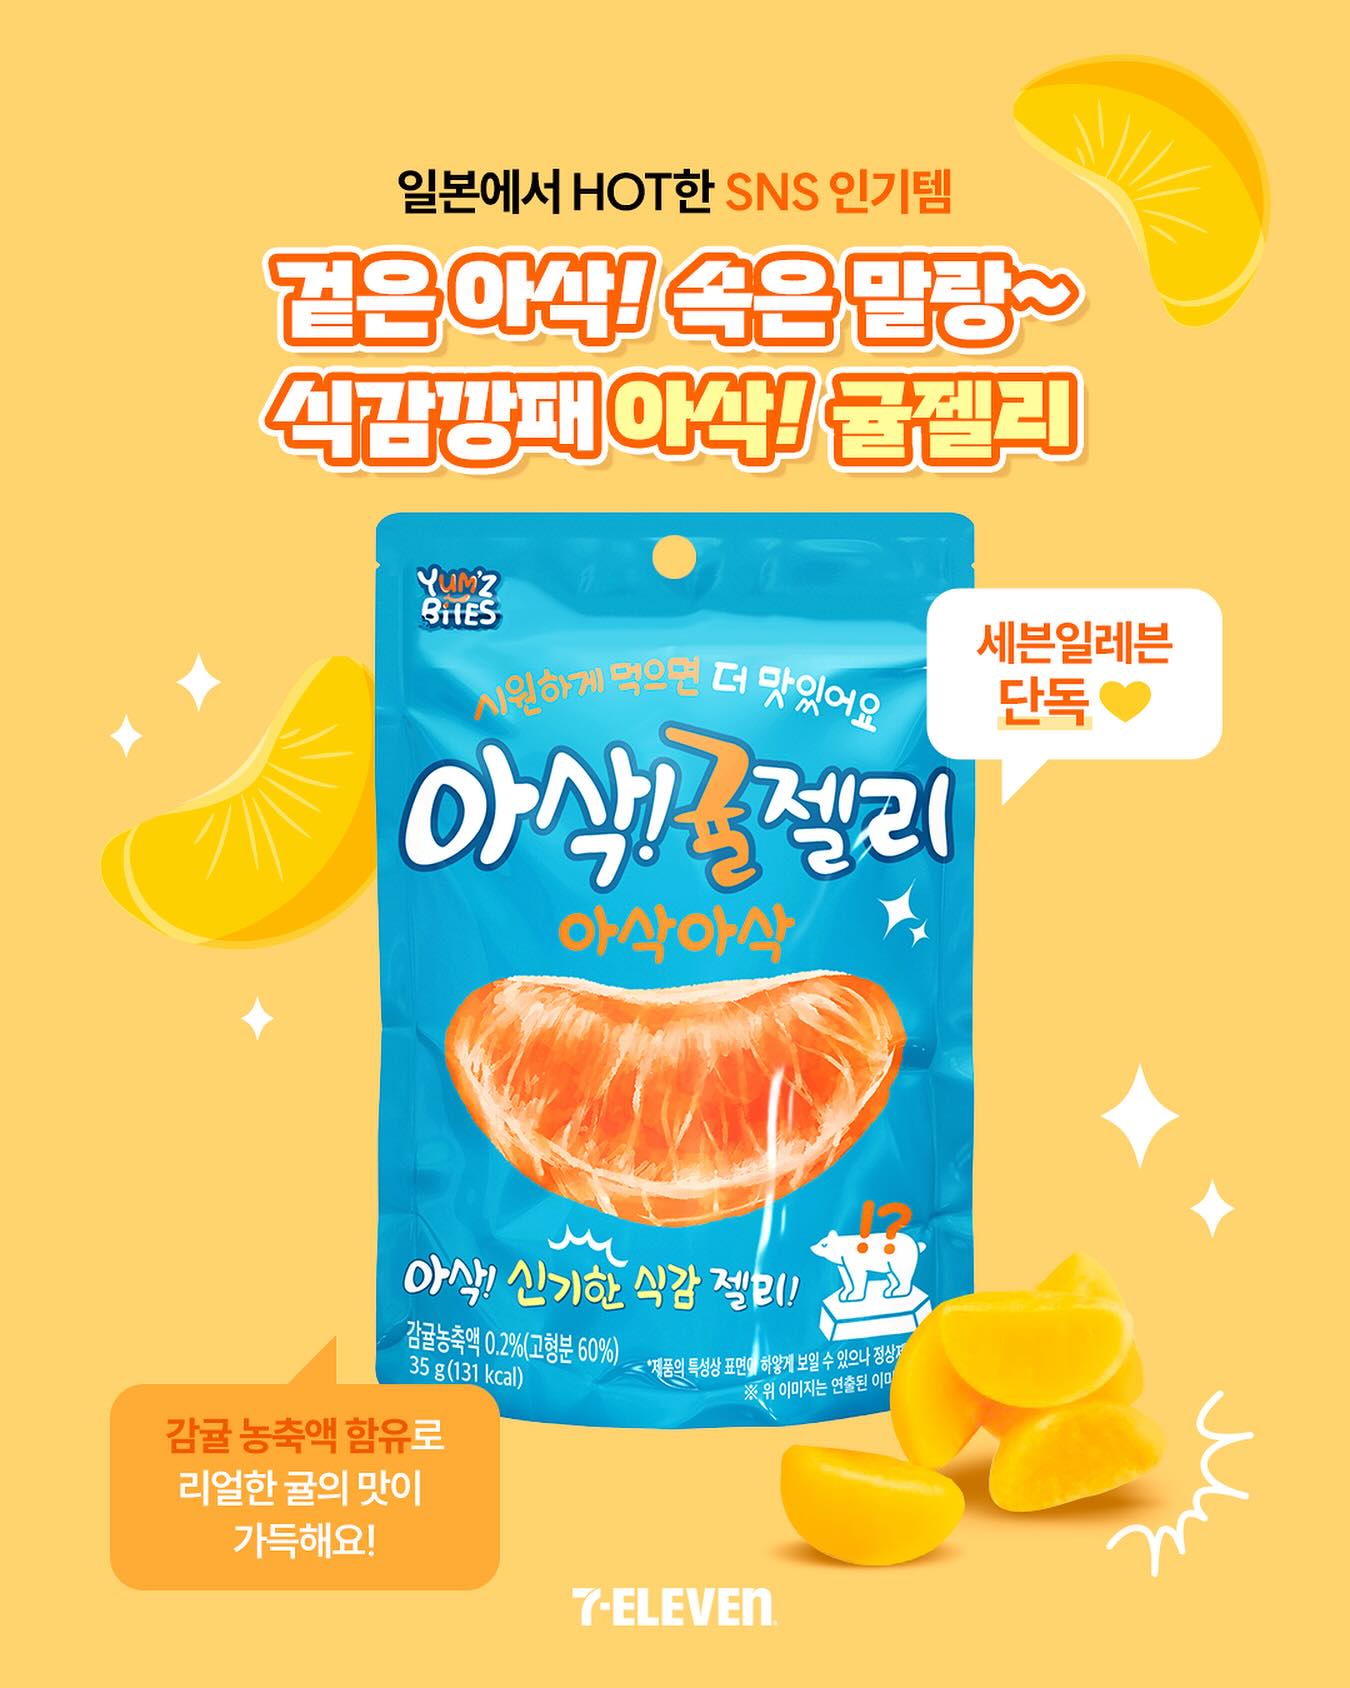 일본에서 HOT한 SNS 인기템
겉은 아삭! 속은 말랑~
식감깡패 아삭! 귤젤리
YUM'Z
BITES
시원하게 먹으면 더 맛있어요
세븐일레븐
단독
아삭!귤젤리
아삭아삭
!?
아삭! 신기한 식감 젤리!
감귤농축액 0.2%(고형분 60%)
35 g(131 kcal)
*제품의 특성상 표면이 하얗게 보일 수 있으나 정상제
※ 위 이미지는 연출된 이미
감귤 농축액 함유로
리얼한 귤의 맛이
가득해요!
7-ELEVEn